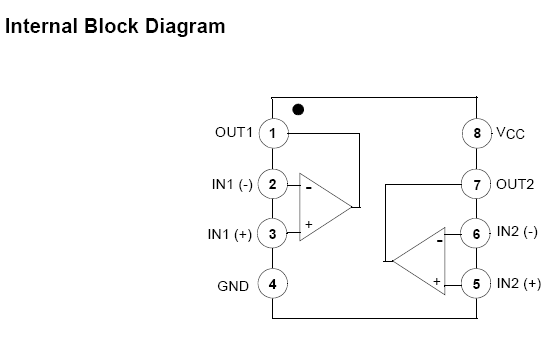 Internal Block Diagram
OUT1 1
8 VCC
IN1 (-) 2 -
7 OUT2
IN1 (+) 3 +
- 6 IN2 (-)
GND 4
+ 5 IN2 (+)